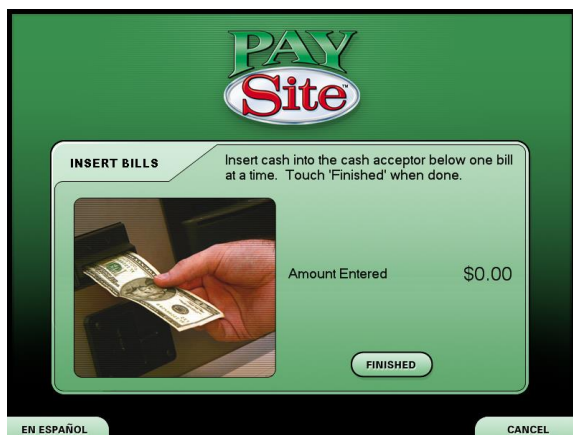 PAY
Site™
INSERT BILLS
Insert cash into the cash acceptor below one bill
at a time. Touch 'Finished' when done.
Amount Entered $0.00
FINISHED
EN ESPAÑOL
CANCEL